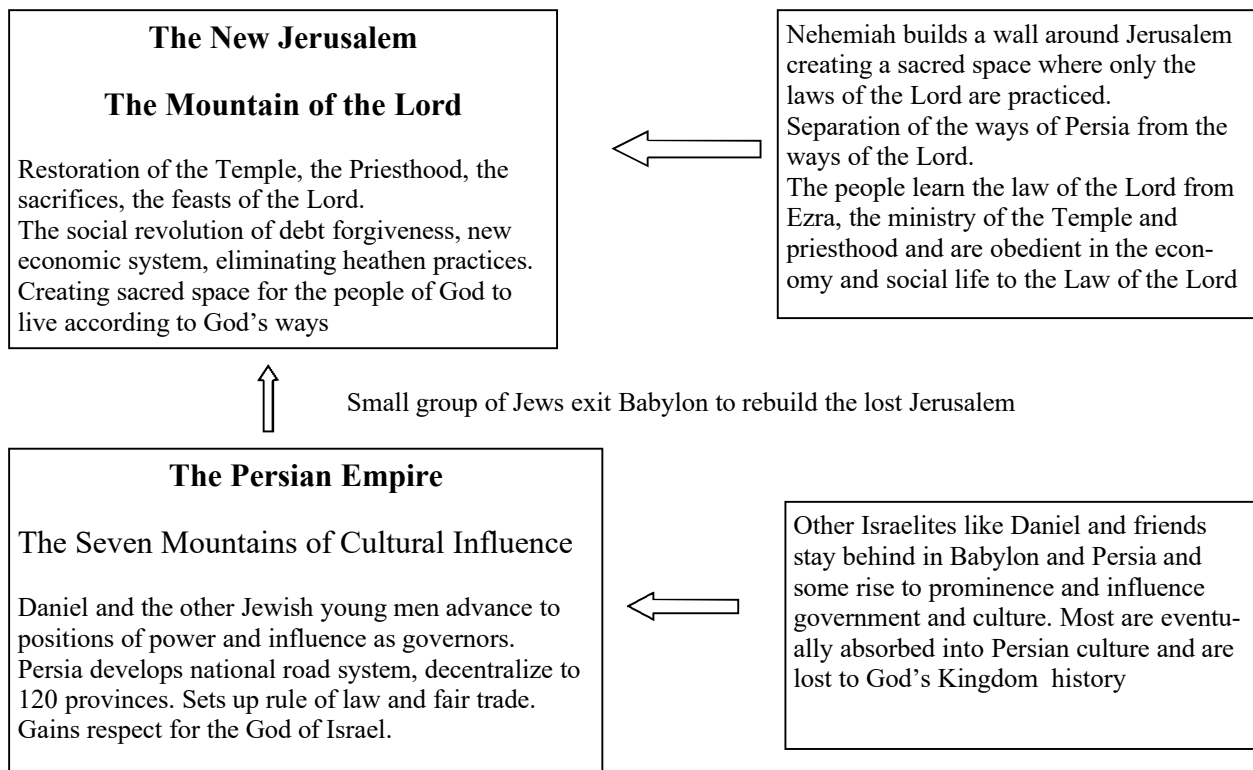 The New Jerusalem
The Mountain of the Lord
Restoration of the Temple, the Priesthood, the
sacrifices, the feasts of the Lord.
The social revolution of debt forgiveness, new
economic system, eliminating heathen practices.
Creating sacred space for the people of God to
live according to God’s ways
Nehemiah builds a wall around Jerusalem
creating a sacred space where only the
laws of the Lord are practiced.
Separation of the ways of Persia from the
ways of the Lord.
The people learn the law of the Lord from
Ezra, the ministry of the Temple and
priesthood and are obedient in the econ-
omy and social life to the Law of the Lord
Small group of Jews exit Babylon to rebuild the lost Jerusalem
The Persian Empire
The Seven Mountains of Cultural Influence
Daniel and the other Jewish young men advance to
positions of power and influence as governors.
Persia develops national road system, decentralize to
120 provinces. Sets up rule of law and fair trade.
Gains respect for the God of Israel.
Other Israelites like Daniel and friends
stay behind in Babylon and Persia and
some rise to prominence and influence
government and culture. Most are eventu-
ally absorbed into Persian culture and are
lost to God’s Kingdom  history